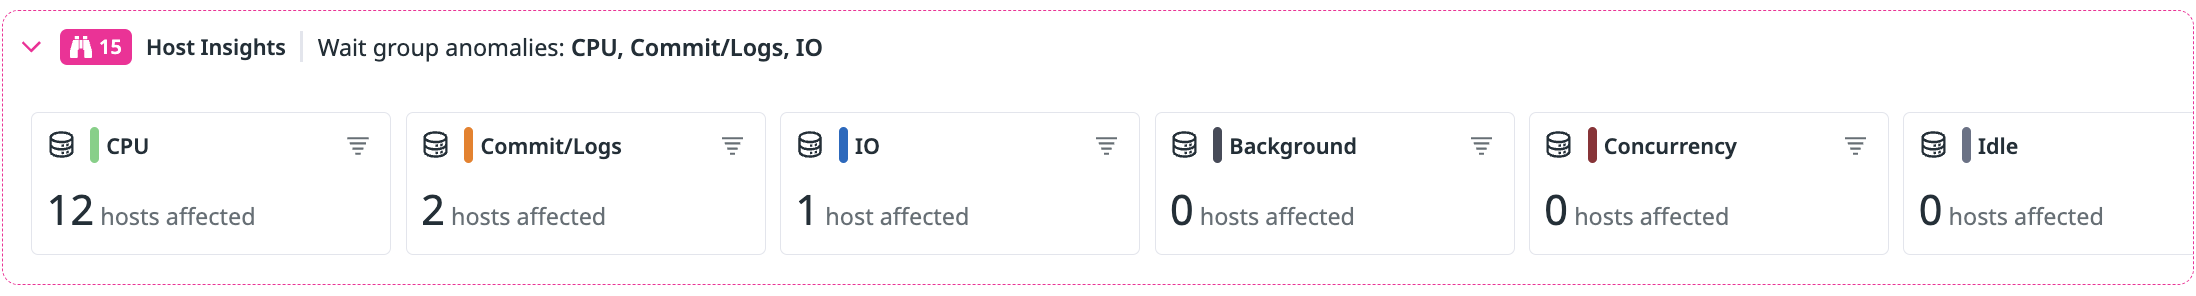 15 Host Insights Wait group anomalies: CPU, Commit/Logs, IO
CPU Commit/Logs IO Background Concurrency Idle
12 hosts affected 2 hosts affected 1 host affected 0 hosts affected 0 hosts affected 0 hosts affected